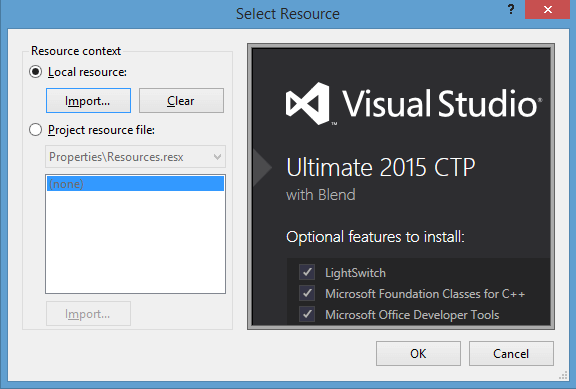 Select Resource
?
Resource context
Local resource:
Import...
Clear
Project resource file:
Properties\Resources.resx
(none)
Import...
Visual Studio®
™
Ultimate 2015 CTP
with Blend
Optional features to install:
LightSwitch
Microsoft Foundation Classes for C++
Microsoft Office Developer Tools
OK
Cancel